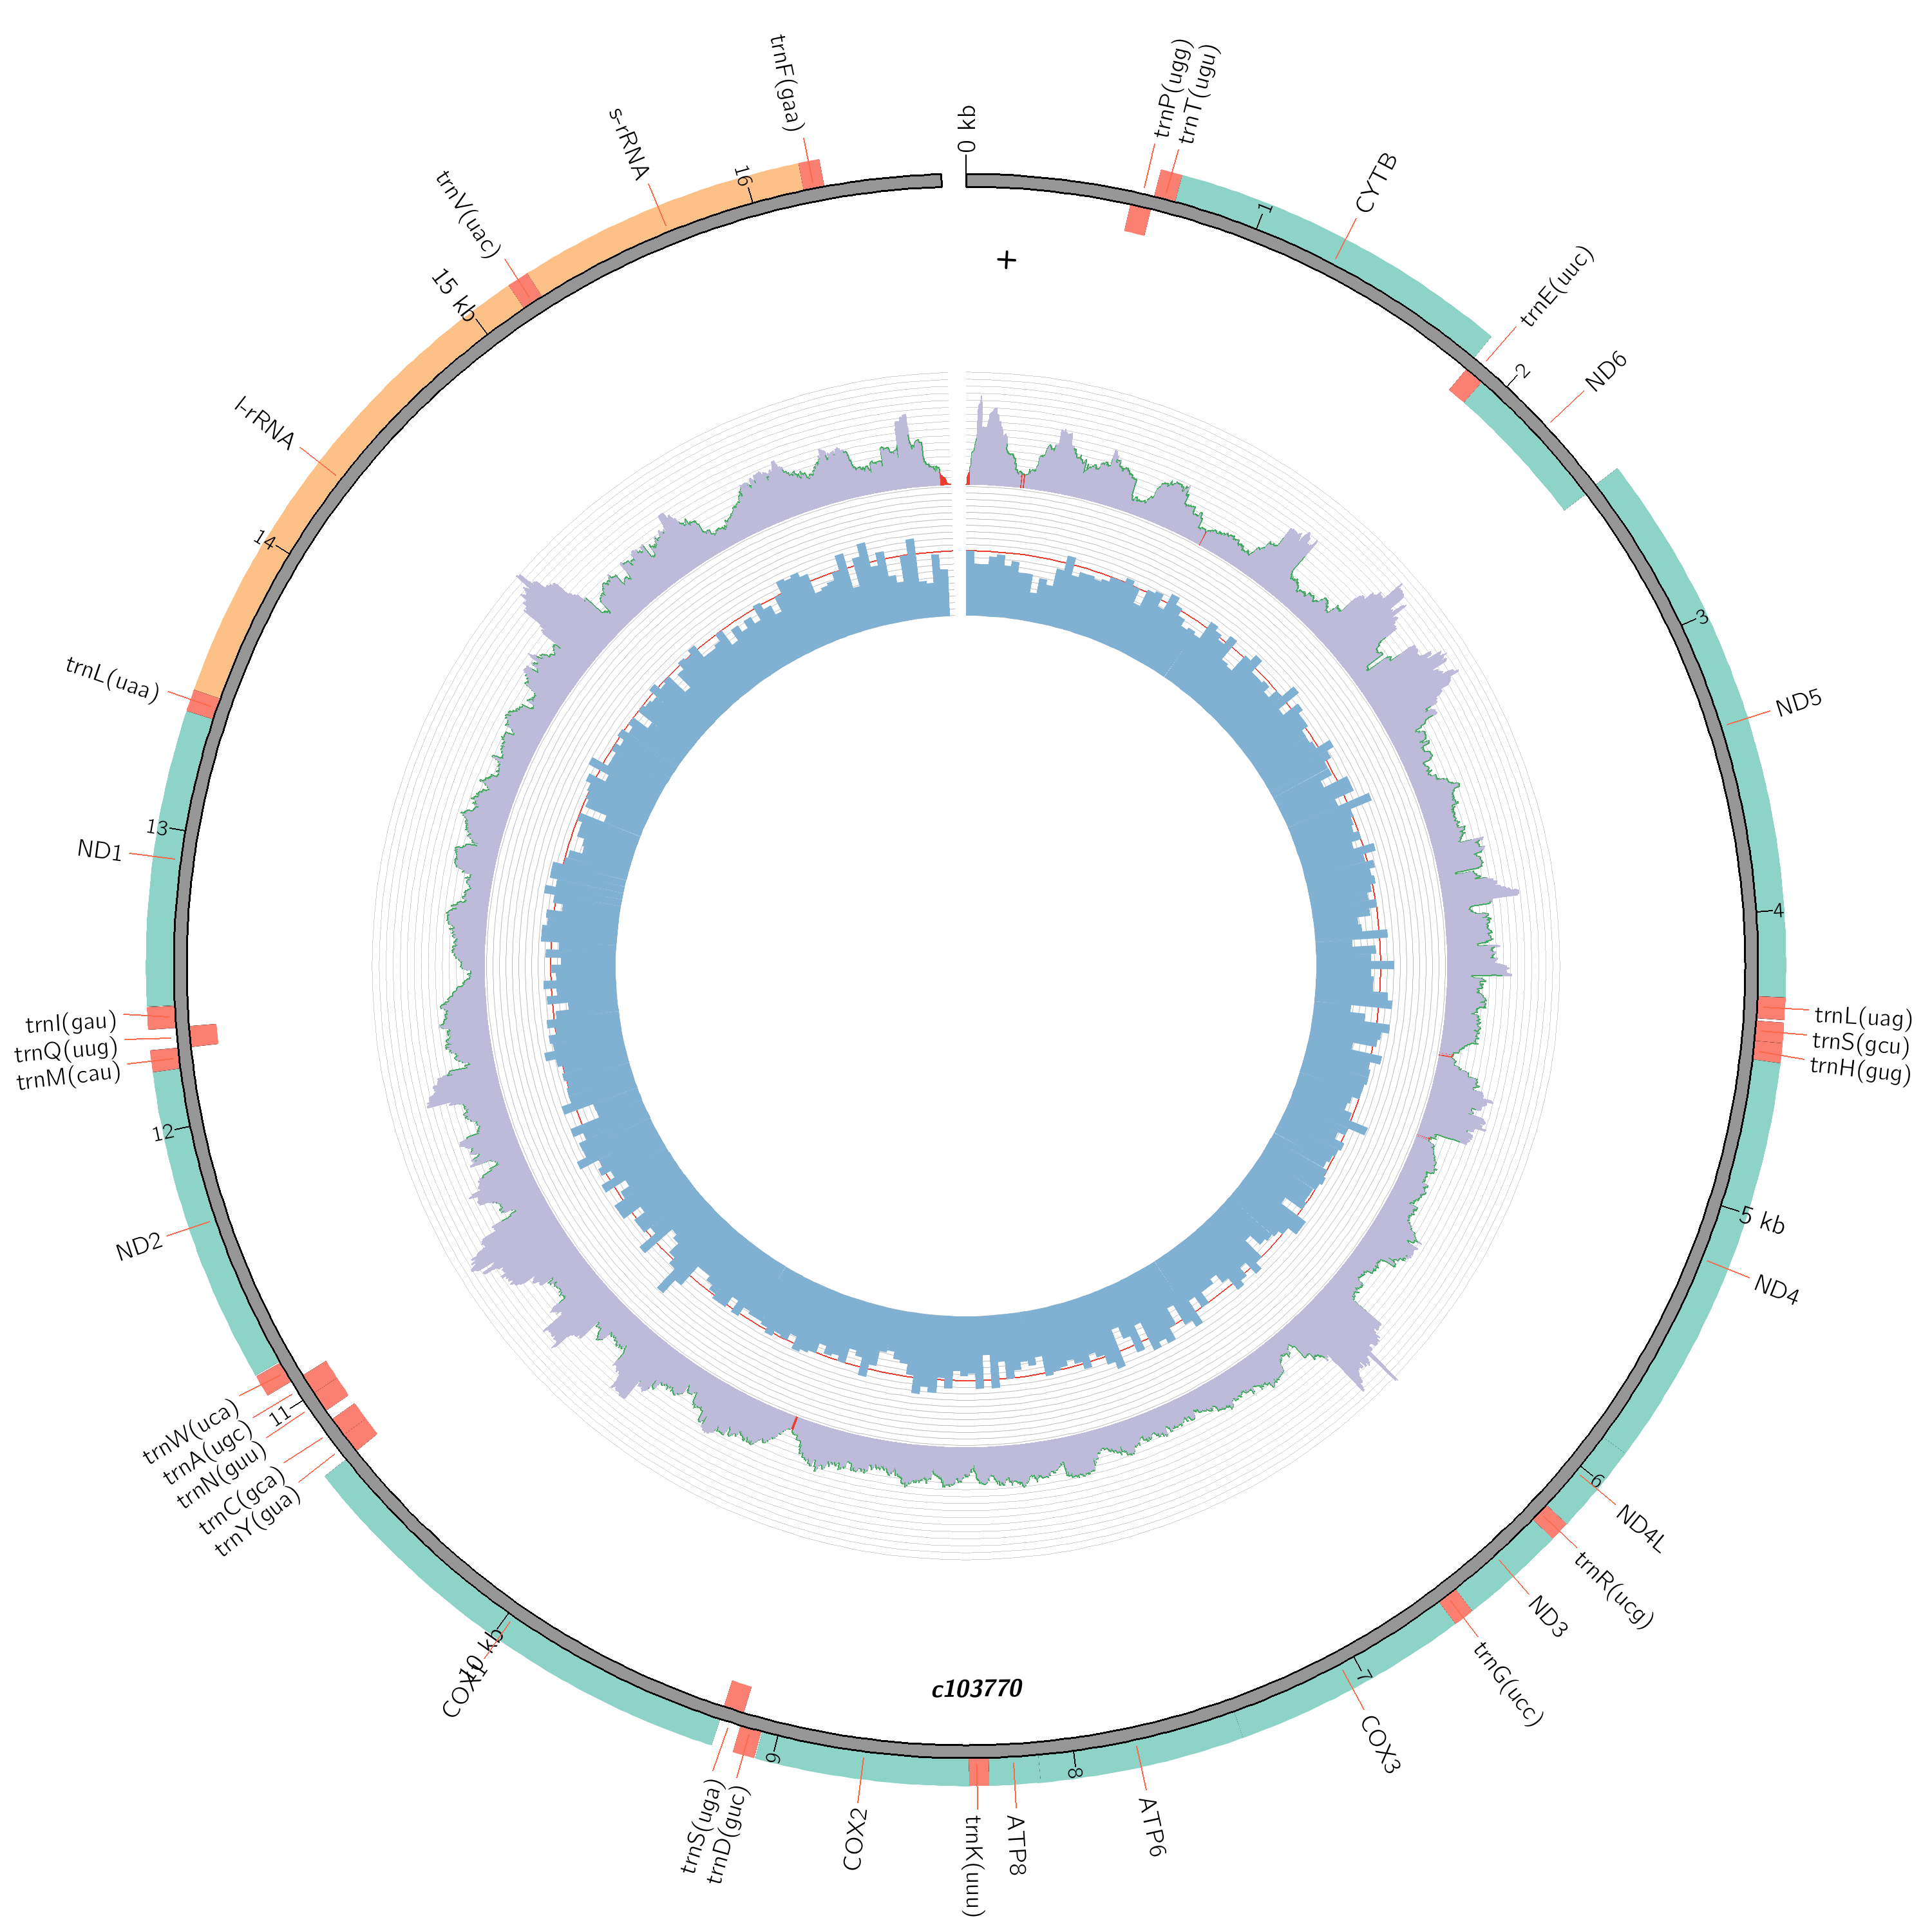 0 kb
trnP(ugg)
trnT(ugu)
1
CYTB
trnE(uuc)
2
ND6
3
ND5
4
trnL(uag)
trnS(gcu)
trnH(gug)
5 kb
ND4
6
ND4L
trnR(ucg)
ND3
trnG(ucc)
7
COX3
ATP6
8
ATP8
trnK(uuu)
COX2
9
trnD(guc)
trnS(uga)
10 kb
COX1
trnY(gua)
trnC(gca)
trnN(guu)
11
trnA(ugc)
trnW(uca)
ND2
12
trnM(cau)
trnQ(uug)
trnI(gau)
ND1
13
trnL(uaa)
14
l-rRNA
15 kb
trnV(uac)
s-rRNA
16
trnF(gaa)
+
c103770